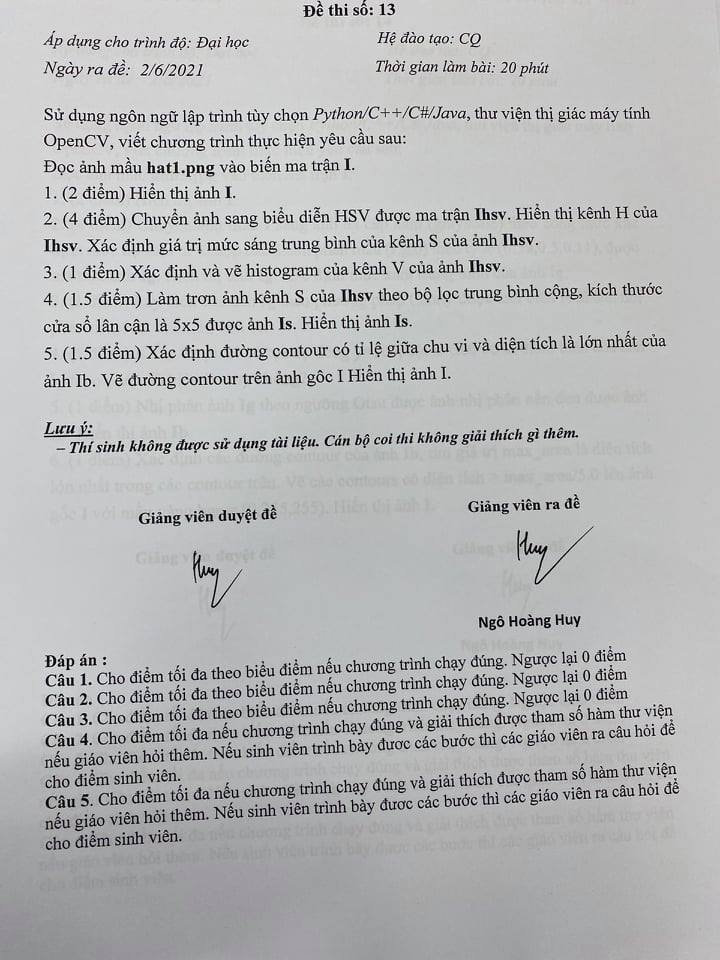 Đề thi số: 13
Áp dụng cho trình độ: Đại học Hệ đào tạo: CQ
Ngày ra đề: 2/6/2021 Thời gian làm bài: 20 phút
Sử dụng ngôn ngữ lập trình tùy chọn Python/C++/C#/Java, thư viện thị giác máy tính
OpenCV, viết chương trình thực hiện yêu cầu sau:
Đọc ảnh mầu hat1.png vào biến ma trận I.
1. (2 điểm) Hiển thị ảnh I.
2. (4 điểm) Chuyển ảnh sang biểu diễn HSV được ma trận Ihsv. Hiển thị kênh H của
Ihsv. Xác định giá trị mức sáng trung bình của kênh S của ảnh Ihsv.
3. (1 điểm) Xác định và vẽ histogram của kênh V của ảnh Ihsv.
4. (1.5 điểm) Làm trơn ảnh kênh S của Ihsv theo bộ lọc trung bình cộng, kích thước
cửa sổ lân cận là 5x5 được ảnh Is. Hiển thị ảnh Is.
5. (1.5 điểm) Xác định đường contour có tỉ lệ giữa chu vi và diện tích là lớn nhất của
ảnh Ib. Vẽ đường contour trên ảnh gôc I Hiển thị ảnh I.
Lưu ý:
– Thí sinh không được sử dụng tài liệu. Cán bộ coi thi không giải thích gì thêm.
Giảng viên duyệt đề Giảng viên ra đề
Huy Huy
Ngô Hoàng Huy
Đáp án :
Câu 1. Cho điểm tối đa theo biểu điểm nếu chương trình chạy đúng. Ngược lại 0 điểm
Câu 2. Cho điểm tối đa theo biểu điểm nếu chương trình chạy đúng. Ngược lại 0 điểm
Câu 3. Cho điểm tối đa theo biểu điểm nếu chương trình chạy đúng. Ngược lại 0 điểm
Câu 4. Cho điểm tối đa nếu chương trình chạy đúng và giải thích được tham số hàm thư viện
nếu giáo viên hỏi thêm. Nếu sinh viên trình bày đươc các bước thì các giáo viên ra câu hỏi để
cho điểm sinh viên.
Câu 5. Cho điểm tối đa nếu chương trình chạy đúng và giải thích được tham số hàm thư viện
nếu giáo viên hỏi thêm. Nếu sinh viên trình bày đươc các bước thì các giáo viên ra câu hỏi để
cho điểm sinh viên.